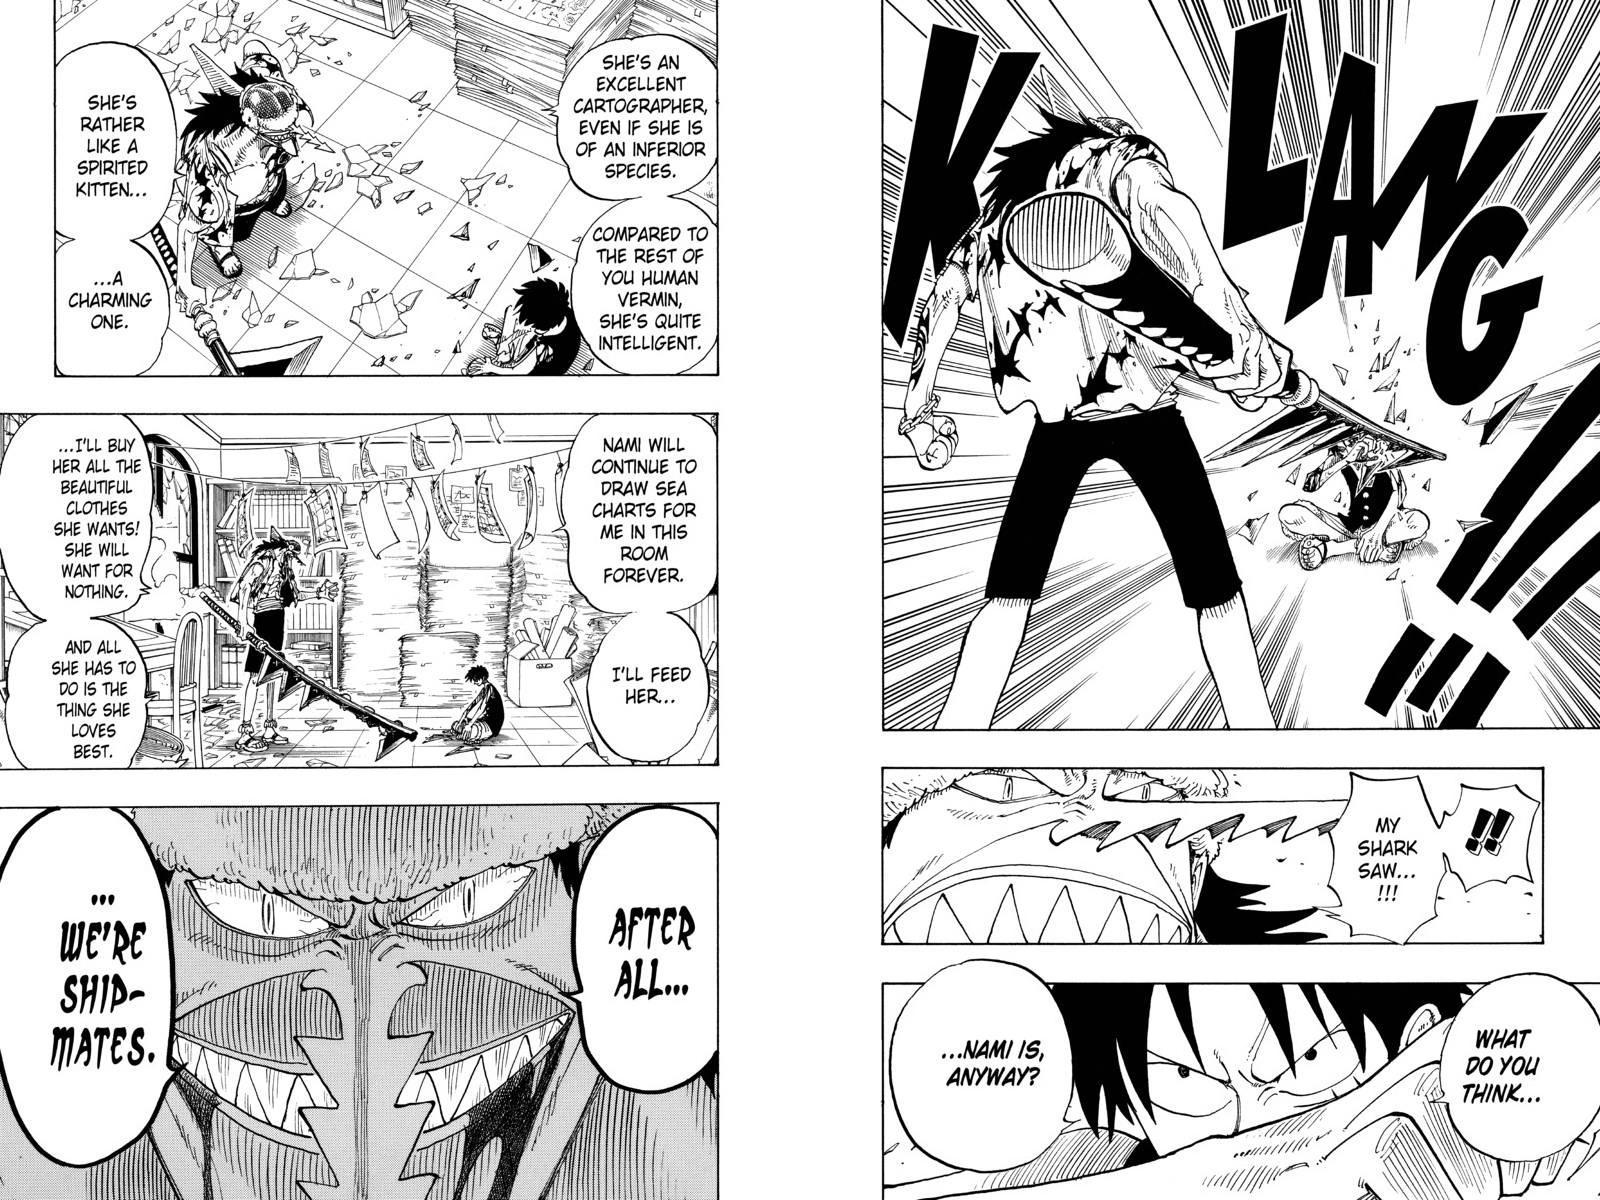 KLANG!!!
!!!
!!
MY
SHARK
SAW...
!!!
WHAT
DO YOU
THINK...
...NAMI IS,
ANYWAY?
SHE'S AN
EXCELLENT
CARTOGRAPHER,
EVEN IF SHE IS
OF AN INFERIOR
SPECIES.
COMPARED TO
THE REST OF
YOU HUMAN
VERMIN,
SHE'S QUITE
INTELLIGENT.
SHE'S
RATHER
LIKE A
SPIRITED
KITTEN...
...A
CHARMING
ONE.
NAMI WILL
CONTINUE TO
DRAW SEA
CHARTS FOR
ME IN THIS
ROOM
FOREVER.
I'LL FEED
HER...
...I'LL BUY
HER ALL THE
BEAUTIFUL
CLOTHES
SHE WANTS!
SHE WILL
WANT FOR
NOTHING.
AND ALL
SHE HAS TO
DO IS THE
THING SHE
LOVES
BEST.
AFTER
ALL...
...
WE'RE
SHIP-
MATES.